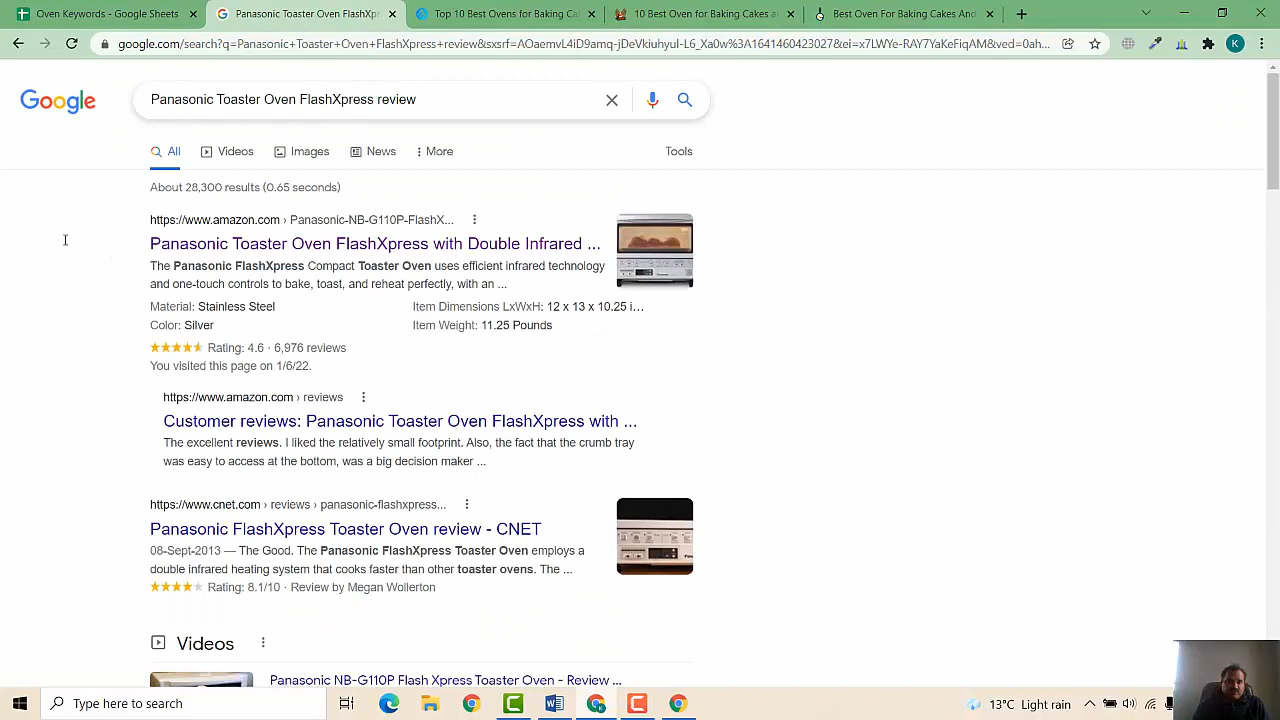 Oven Keywords - Google Sheets
Panasonic Toaster Oven FlashXpr
Top 10 Ovens for Baking Ca
10 Best Oven for Baking Cakes a
Best Oven For Baking Cakes And
google.com/search?q=Panasonic+Toaster+Oven+FlashXpress+review&sxsrf=AOaemvL4iD9amq-jDeVkiuhyuI-L6_Xa0w%3A1641460423027&ei=x7LWYe-RAY7YaKeFiqAM&ved=0ah...
K
Google
Panasonic Toaster Oven FlashXpress review
All
Videos
Images
News
More
Tools
About 28,300 results (0.65 seconds)
https://www.amazon.com › Panasonic-NB-G110P-FlashX...
Panasonic Toaster Oven FlashXpress with Double Infrared ...
The Panasonic FlashXpress Compact Toaster Oven uses efficient infrared technology
and one-touch controls to bake, toast, and reheat perfectly, with an ...
Material: Stainless Steel
Item Dimensions LxWxH: 12 x 13 x 10.25 i...
Color: Silver
Item Weight: 11.25 Pounds
Rating: 4.6 · 6,976 reviews
You visited this page on 1/6/22.
https://www.amazon.com › reviews
Customer reviews: Panasonic Toaster Oven FlashXpress with ...
The excellent reviews. I liked the relatively small footprint. Also, the fact that the crumb tray
was easy to access at the bottom, was a big decision maker ...
https://www.cnet.com › reviews › panasonic-flashxpress...
Panasonic FlashXpress Toaster Oven review - CNET
08-Sept-2013 — The Good. The Panasonic FlashXpress Toaster Oven employs a
double infrared heating system that cooks faster than other toaster ovens. The ...
Rating: 8.1/10 · Review by Megan Wollerton
Videos
Panasonic NB-G110P Flash Xpress Toaster Oven - Review ...
Type here to search
13°C Light rain